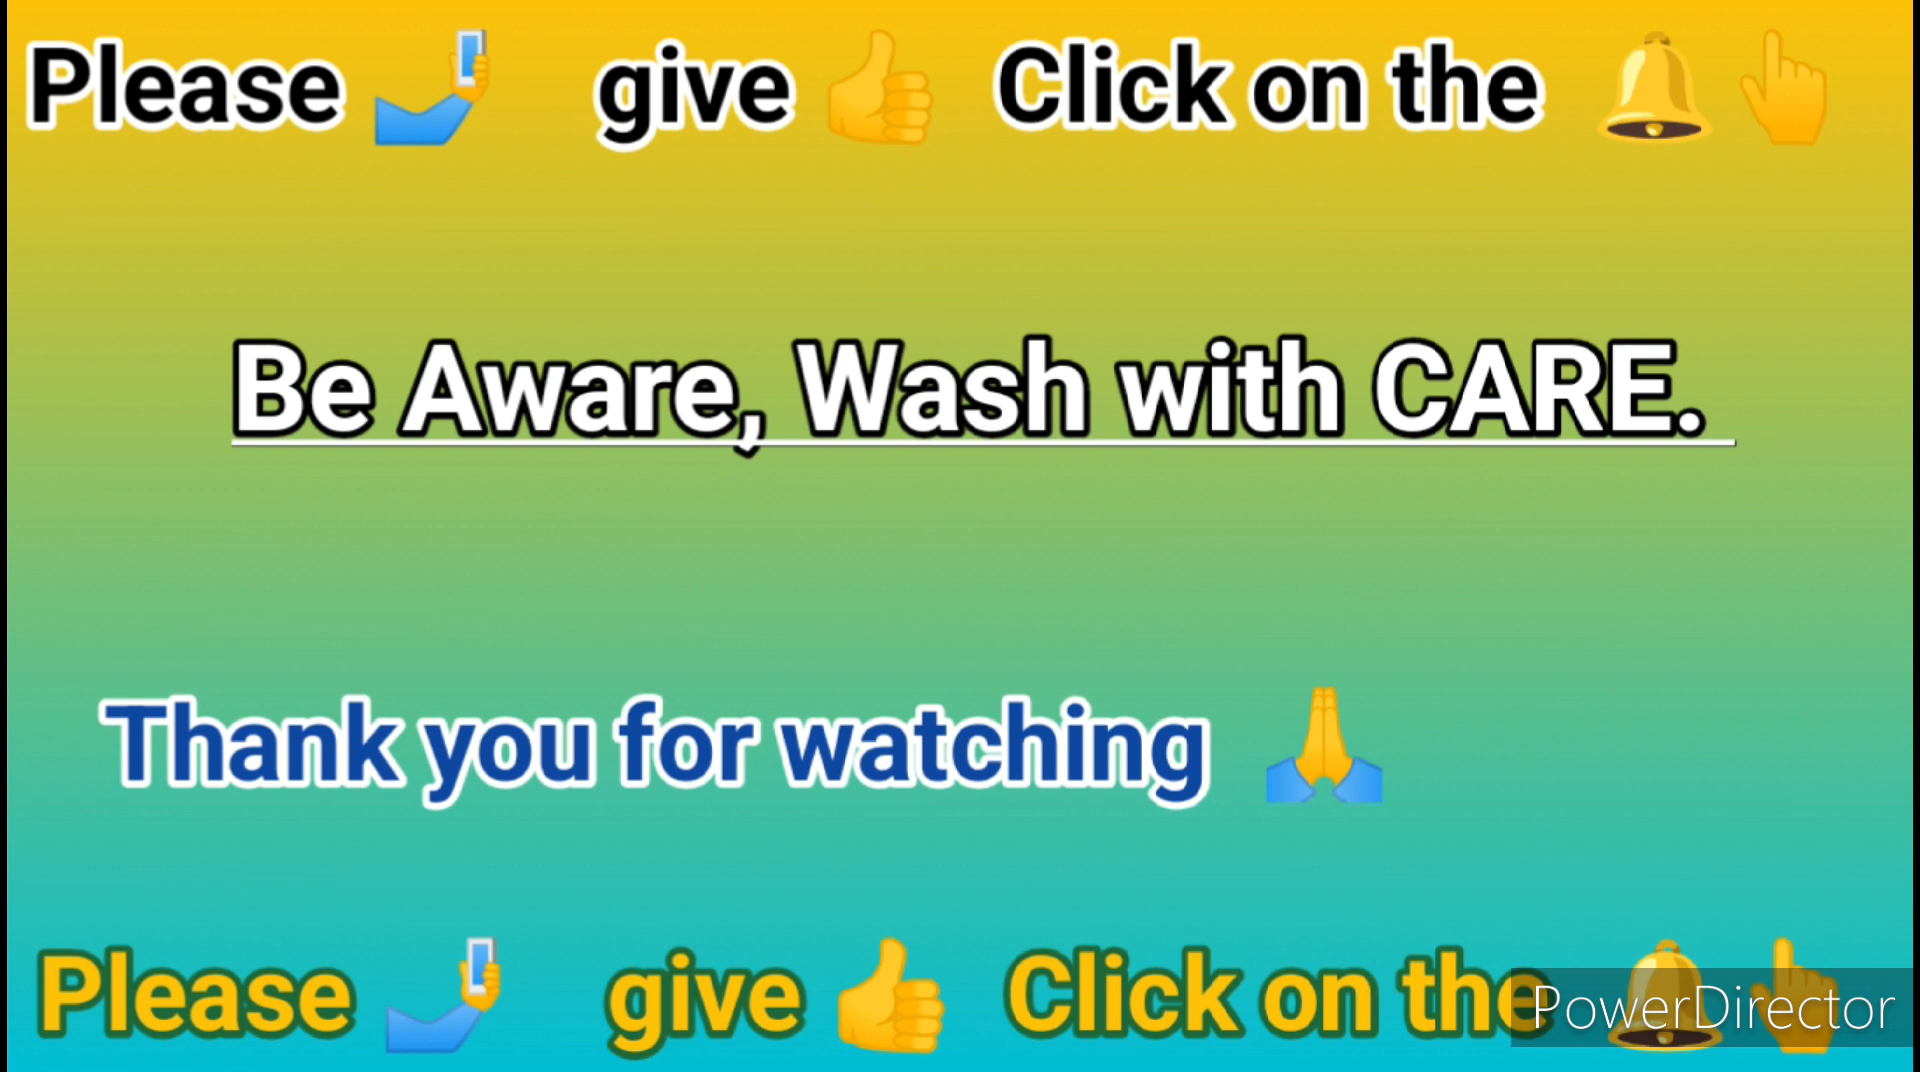 Please 🤳 give 👍 Click on the 🔔 👆
Be Aware, Wash with CARE.
Thank you for watching 🙏
Please 🤳 give 👍 Click on the 🔔 👆
PowerDirector